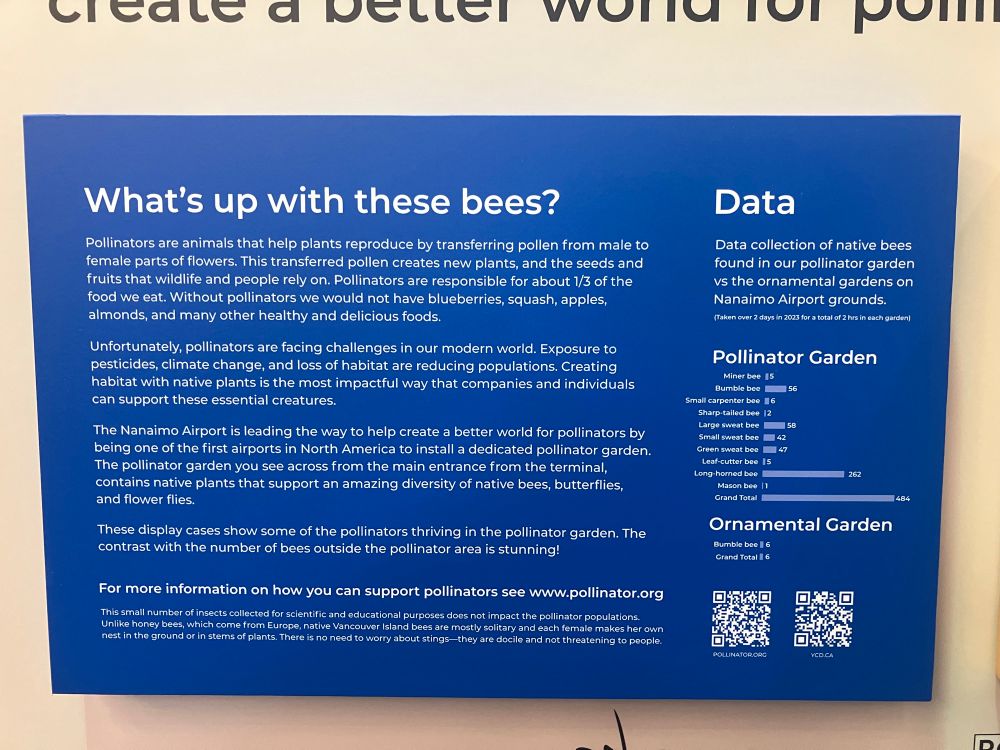 create a better world for polli
What's up with these bees?
Pollinators are animals that help plants reproduce by transferring pollen from male to
female parts of flowers. This transferred pollen creates new plants, and the seeds and
fruits that wildlife and people rely on. Pollinators are responsible for about 1/3 of the
food we eat. Without pollinators we would not have blueberries, squash, apples,
almonds, and many other healthy and delicious foods.
Unfortunately, pollinators are facing challenges in our modern world. Exposure to
pesticides, climate change, and loss of habitat are reducing populations. Creating
habitat with native plants is the most impactful way that companies and individuals
can support these essential creatures.
The Nanaimo Airport is leading the way to help create a better world for pollinators by
being one of the first airports in North America to install a dedicated pollinator garden.
The pollinator garden you see across from the main entrance from the terminal,
contains native plants that support an amazing diversity of native bees, butterflies,
and flower flies.
These display cases show some of the pollinators thriving in the pollinator garden. The
contrast with the number of bees outside the pollinator area is stunning!
For more information on how you can support pollinators see www.pollinator.org
This small number of insects collected for scientific and educational purposes does not impact the pollinator populations.
Unlike honey bees, which come from Europe, native Vancouver Island bees are mostly solitary and each female makes her own
nest in the ground or in stems of plants. There is no need to worry about stings—they are docile and not threatening to people.
Data
Data collection of native bees
found in our pollinator garden
vs the ornamental gardens on
Nanaimo Airport grounds.
(Taken over 2 days in 2023 for a total of 2 hrs in each garden)
Pollinator Garden
Miner bee 5
Bumble bee 56
Small carpenter bee 6
Sharp-tailed bee 2
Large sweat bee 58
Small sweat bee 42
Green sweat bee 47
Leaf-cutter bee 5
Long-horned bee 262
Mason bee 1
Grand Total 484
Ornamental Garden
Bumble bee 6
Grand Total 6
POLLINATOR.ORG
YCD.CA